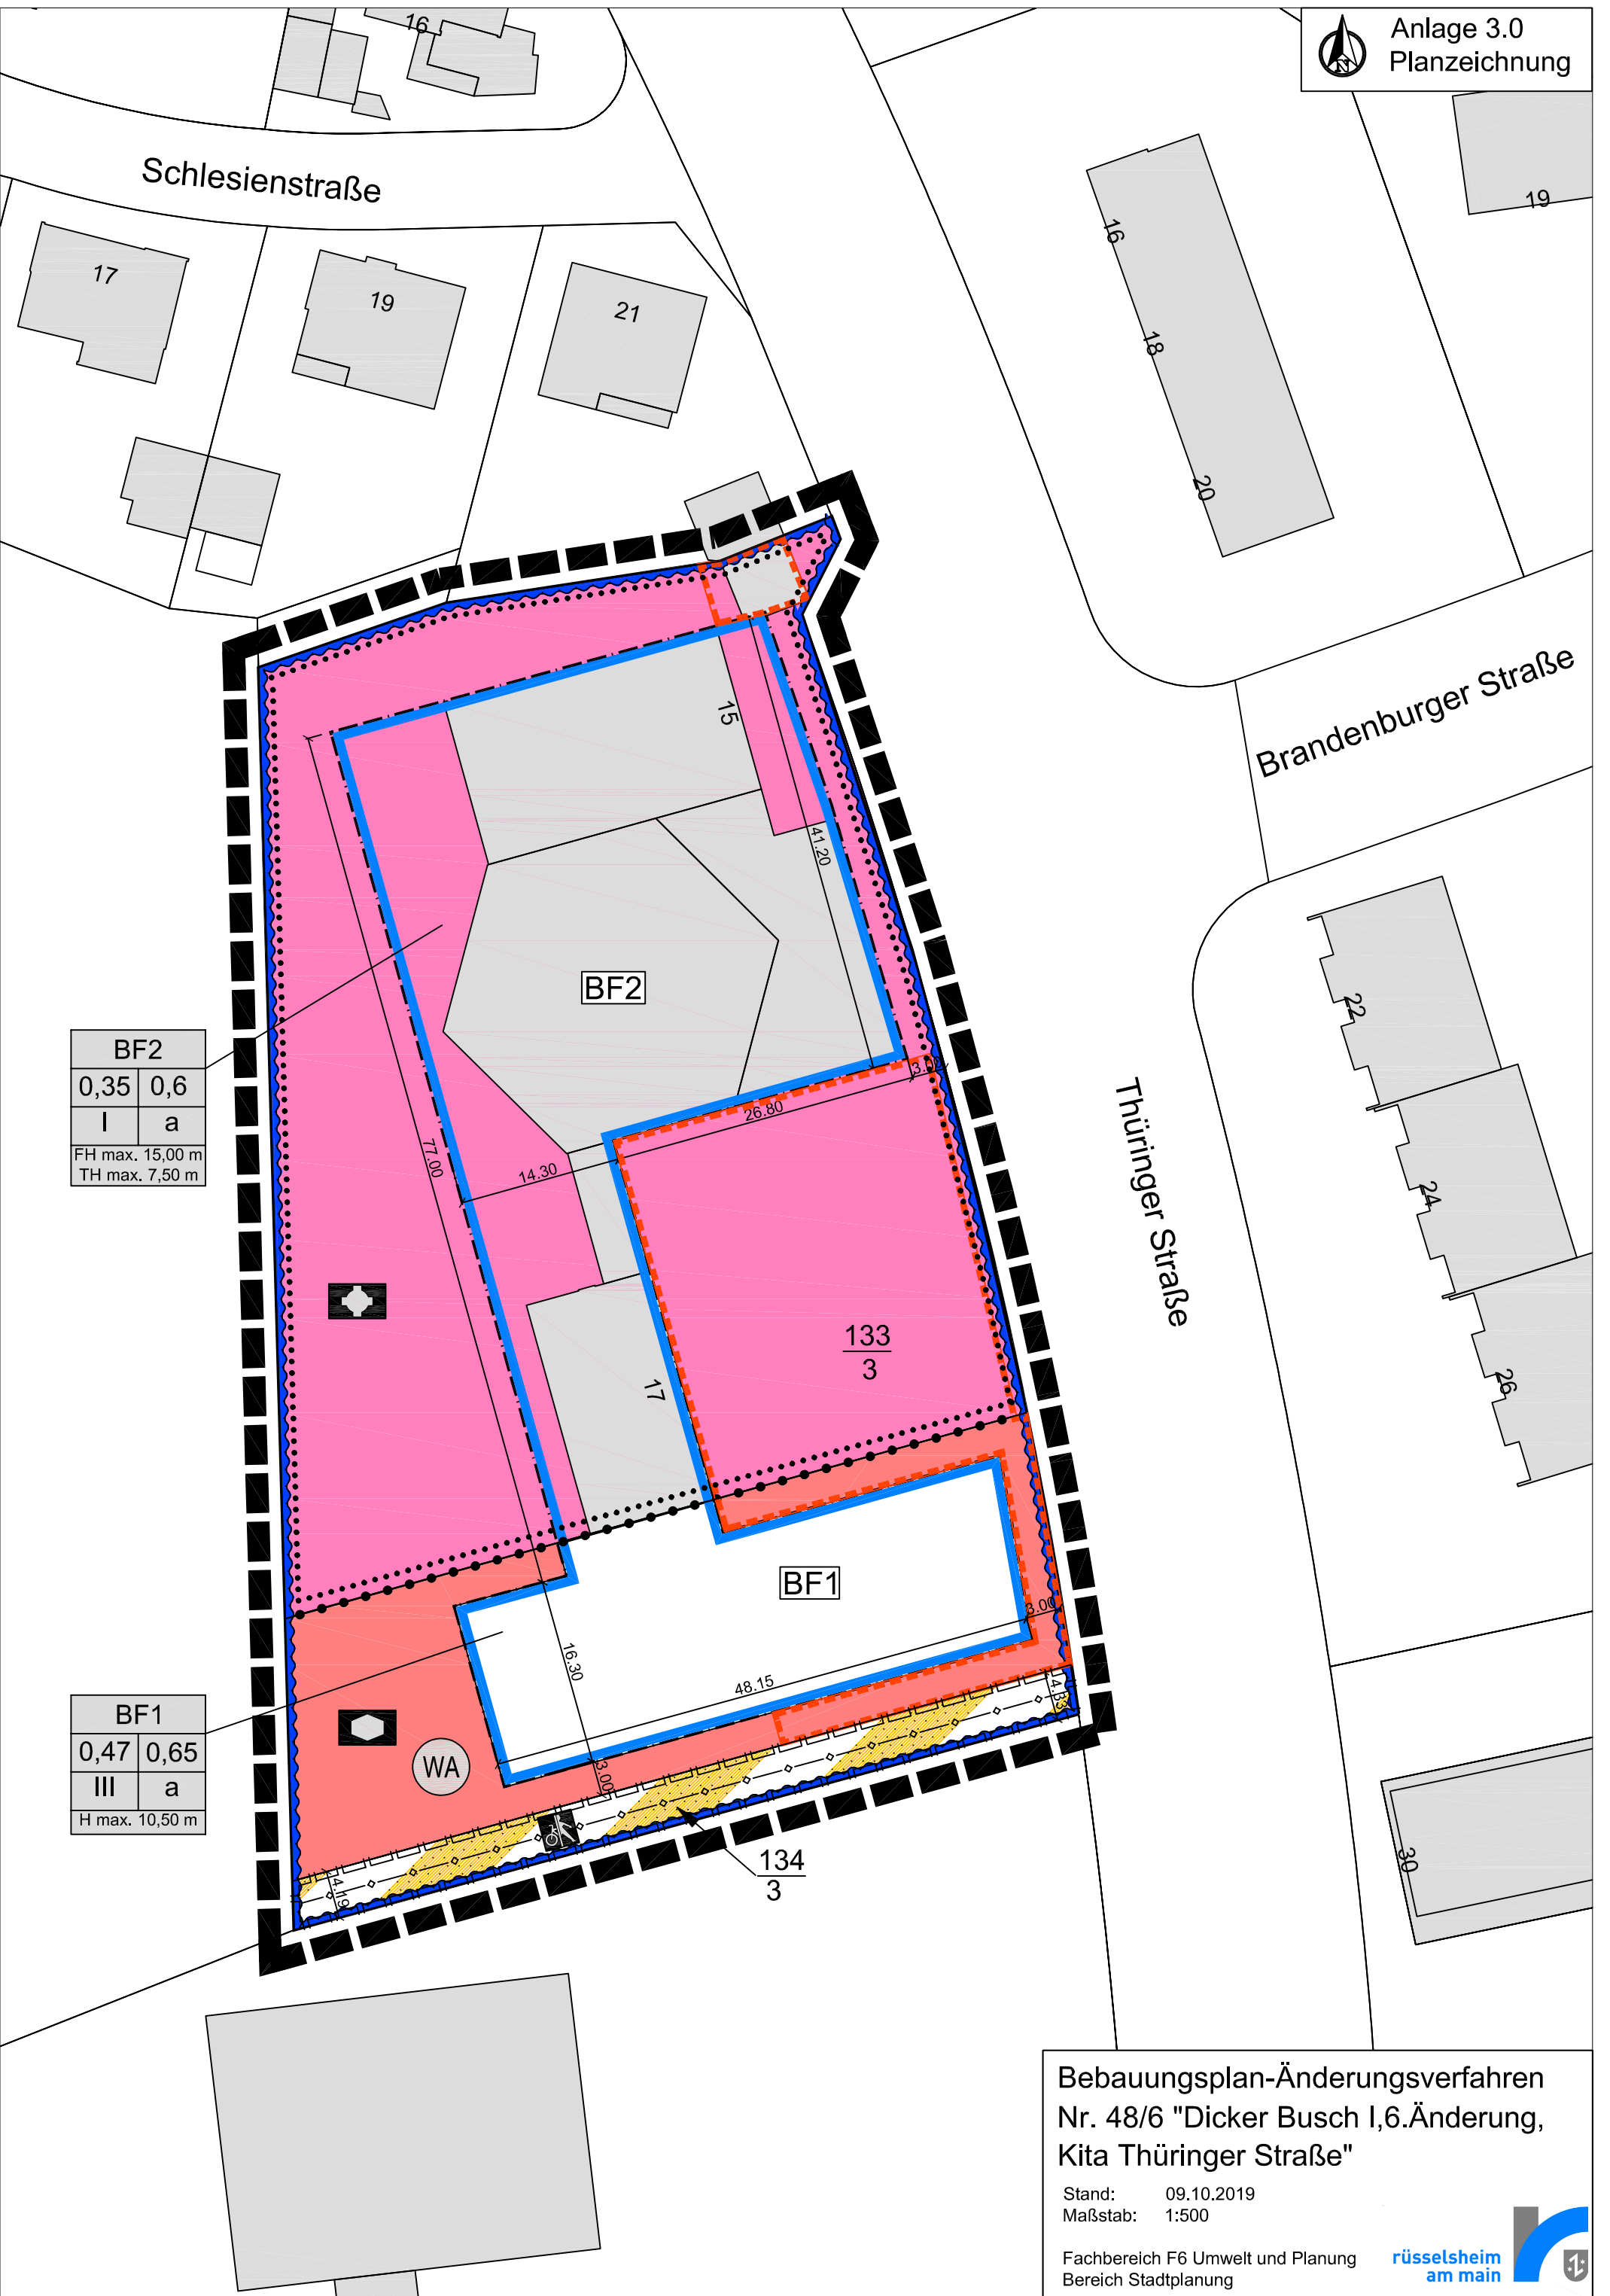 Anlage 3.0
Planzeichnung
N
16
Schlesienstraße
17
19
21
16
18
20
19
Brandenburger Straße
15
41.20
BF2
22
24
26
3.00
26.80
14.30
77.00
Thüringer Straße
BF2
0,35 0,6
I a
FH max. 15,00 m
TH max. 7,50 m
133
3
17
BF1
3.00
16.30
48.15
4.33
3.00
WA
BF1
0,47 0,65
III a
H max. 10,50 m
134
3
4.19
30
Bebauungsplan-Änderungsverfahren
Nr. 48/6 "Dicker Busch I,6.Änderung,
Kita Thüringer Straße"
Stand: 09.10.2019
Maßstab: 1:500
Fachbereich F6 Umwelt und Planung
Bereich Stadtplanung
rüsselsheim
am main